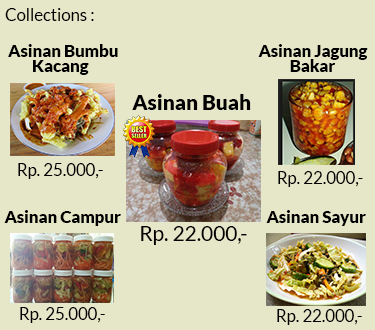 Collections :
Asinan Bumbu
Kacang
Rp. 25.000,-
Asinan Buah
BEST
SELLER
Rp. 22.000,-
Asinan Jagung
Bakar
Rp. 22.000,-
Asinan Campur
Rp. 25.000,-
Asinan Sayur
Rp. 22.000,-